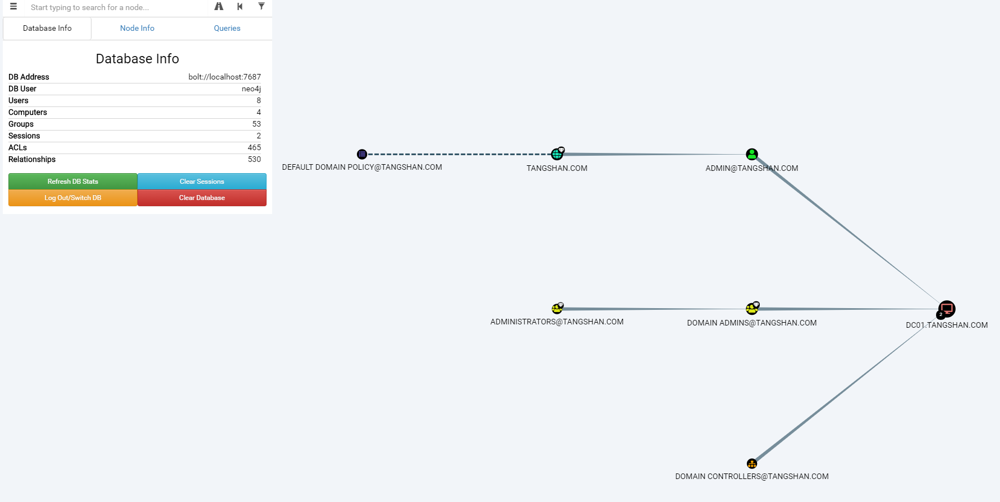 Start typing to search for a node...
Database Info Node Info Queries
Database Info
DB Address bolt://localhost:7687
DB User neo4j
Users 8
Computers 4
Groups 53
Sessions 2
ACLs 465
Relationships 530
Refresh DB Stats Clear Sessions
Log Out/Switch DB Clear Database
DEFAULT DOMAIN POLICY@TANGSHAN.COM
TANGSHAN.COM
ADMIN@TANGSHAN.COM
ADMINISTRATORS@TANGSHAN.COM
DOMAIN ADMINS@TANGSHAN.COM
2
DC01.TANGSHAN.COM
DOMAIN CONTROLLERS@TANGSHAN.COM